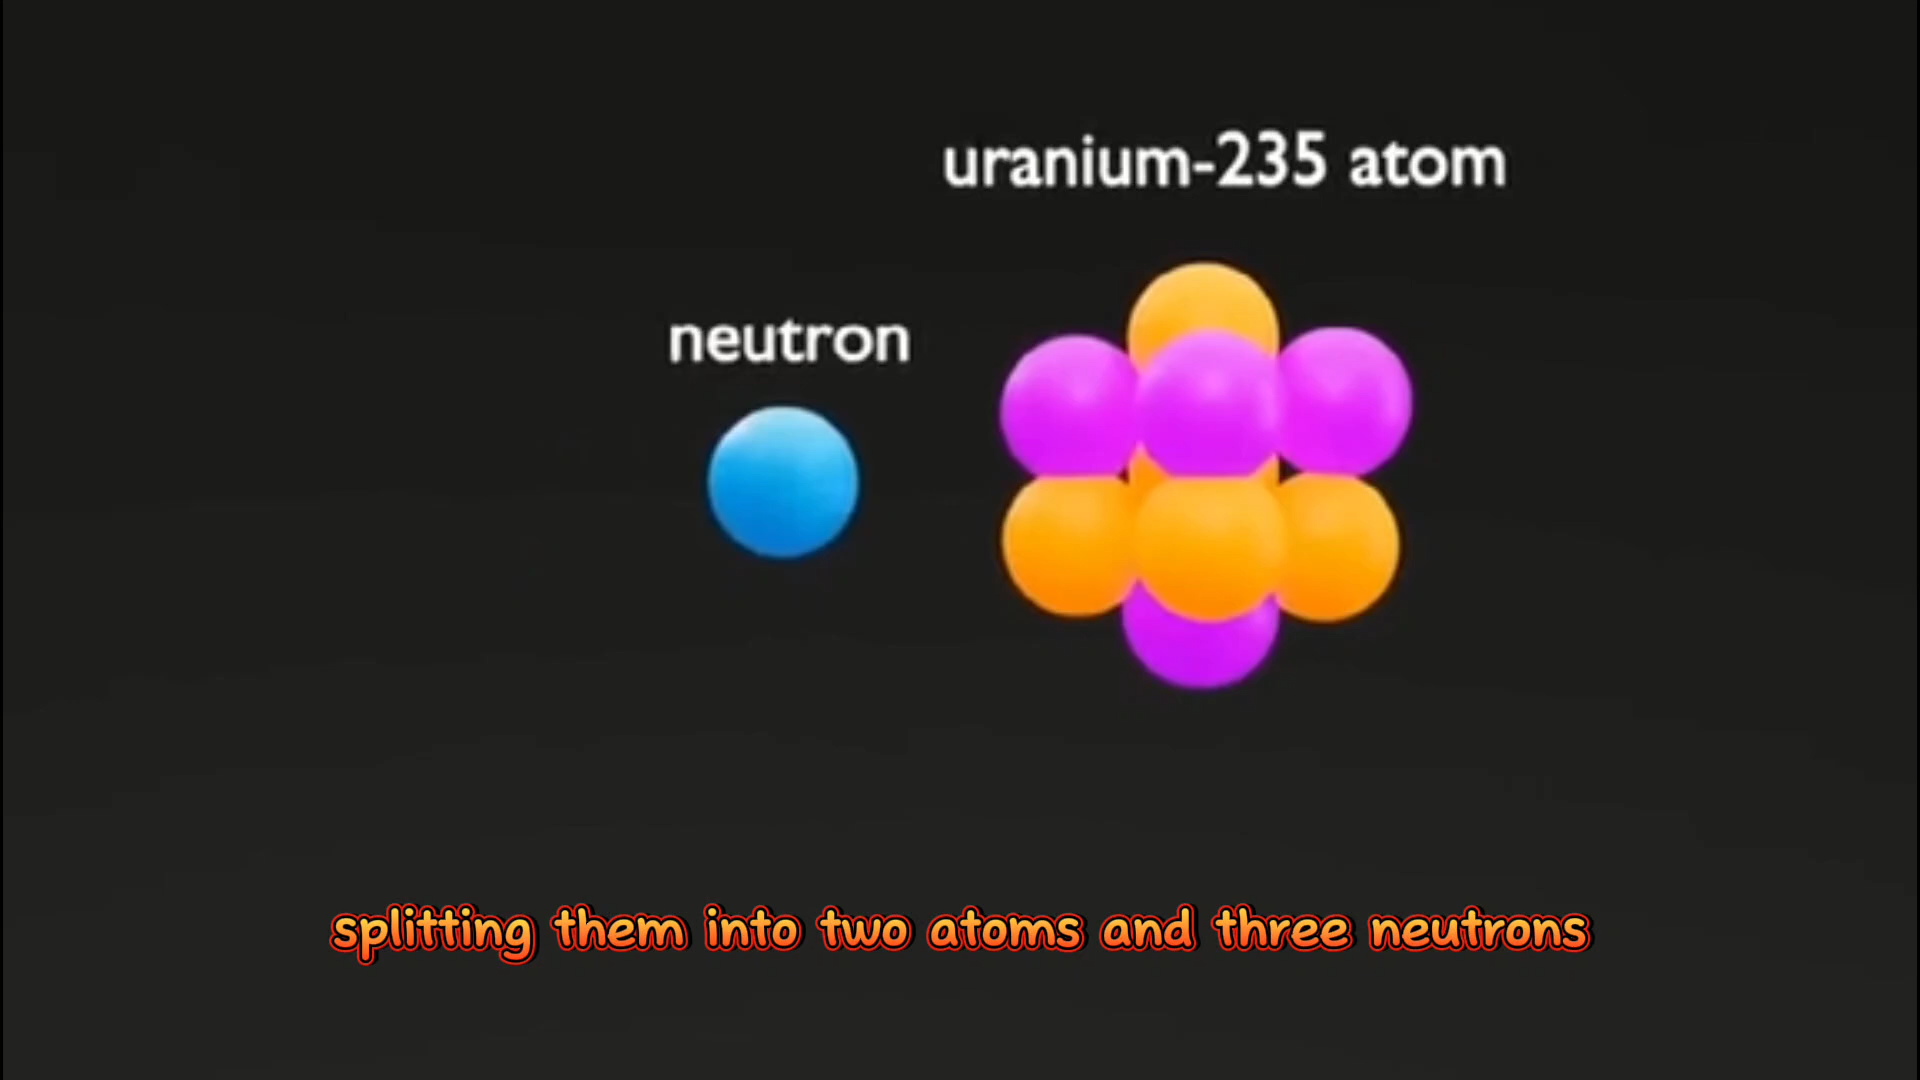 uranium-235 atom
neutron
splitting them into two atoms and three neutrons